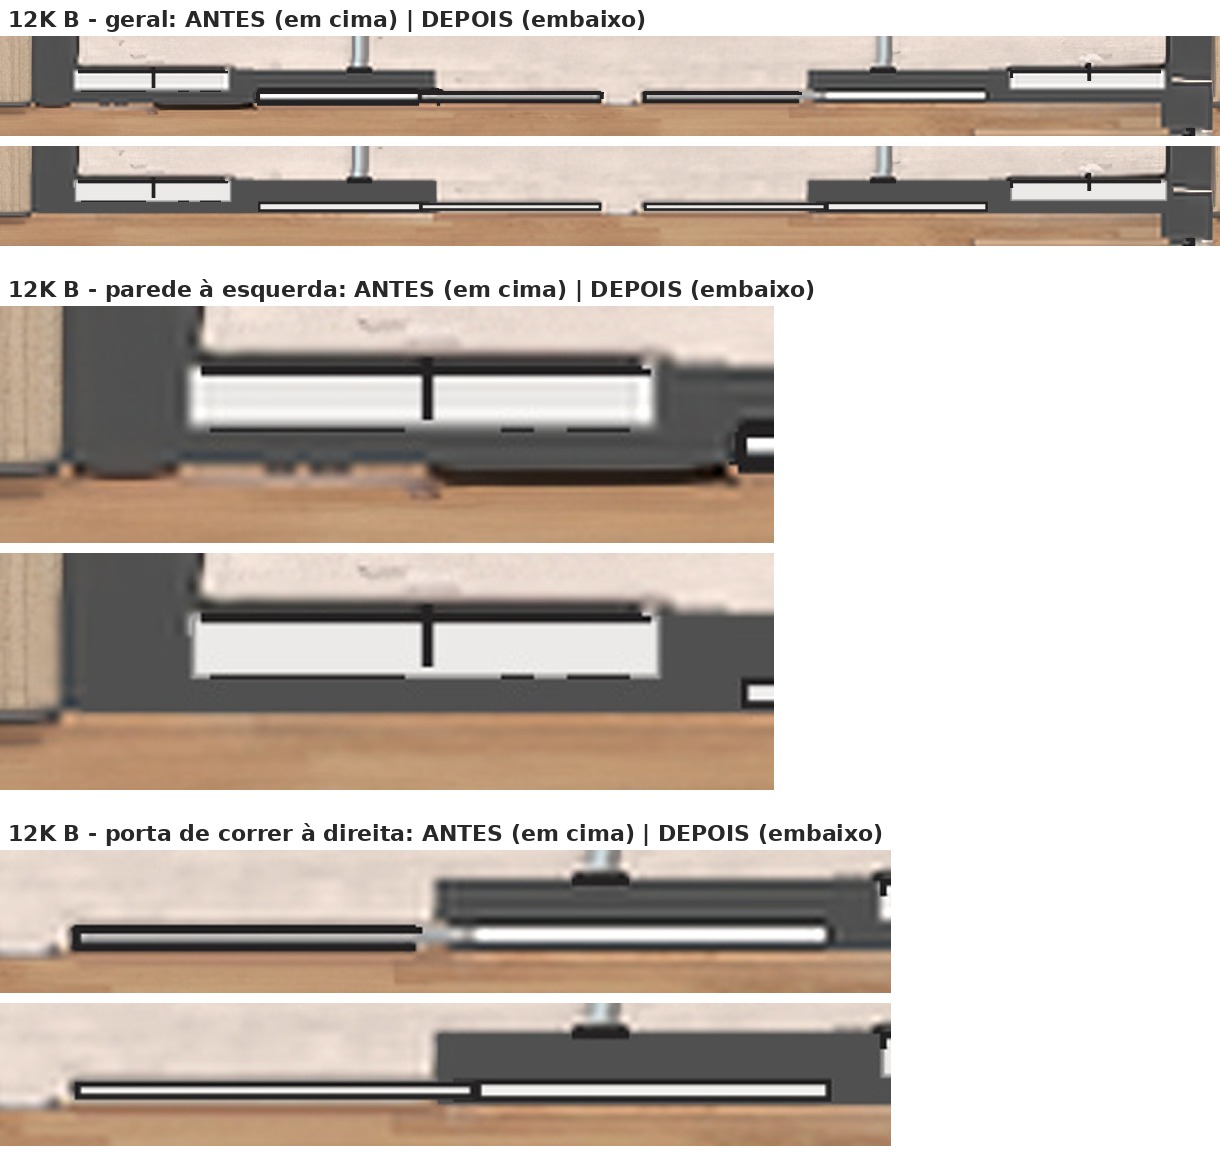 12K B - geral: ANTES (em cima) | DEPOIS (embaixo)
12K B - parede à esquerda: ANTES (em cima) | DEPOIS (embaixo)
12K B - porta de correr à direita: ANTES (em cima) | DEPOIS (embaixo)